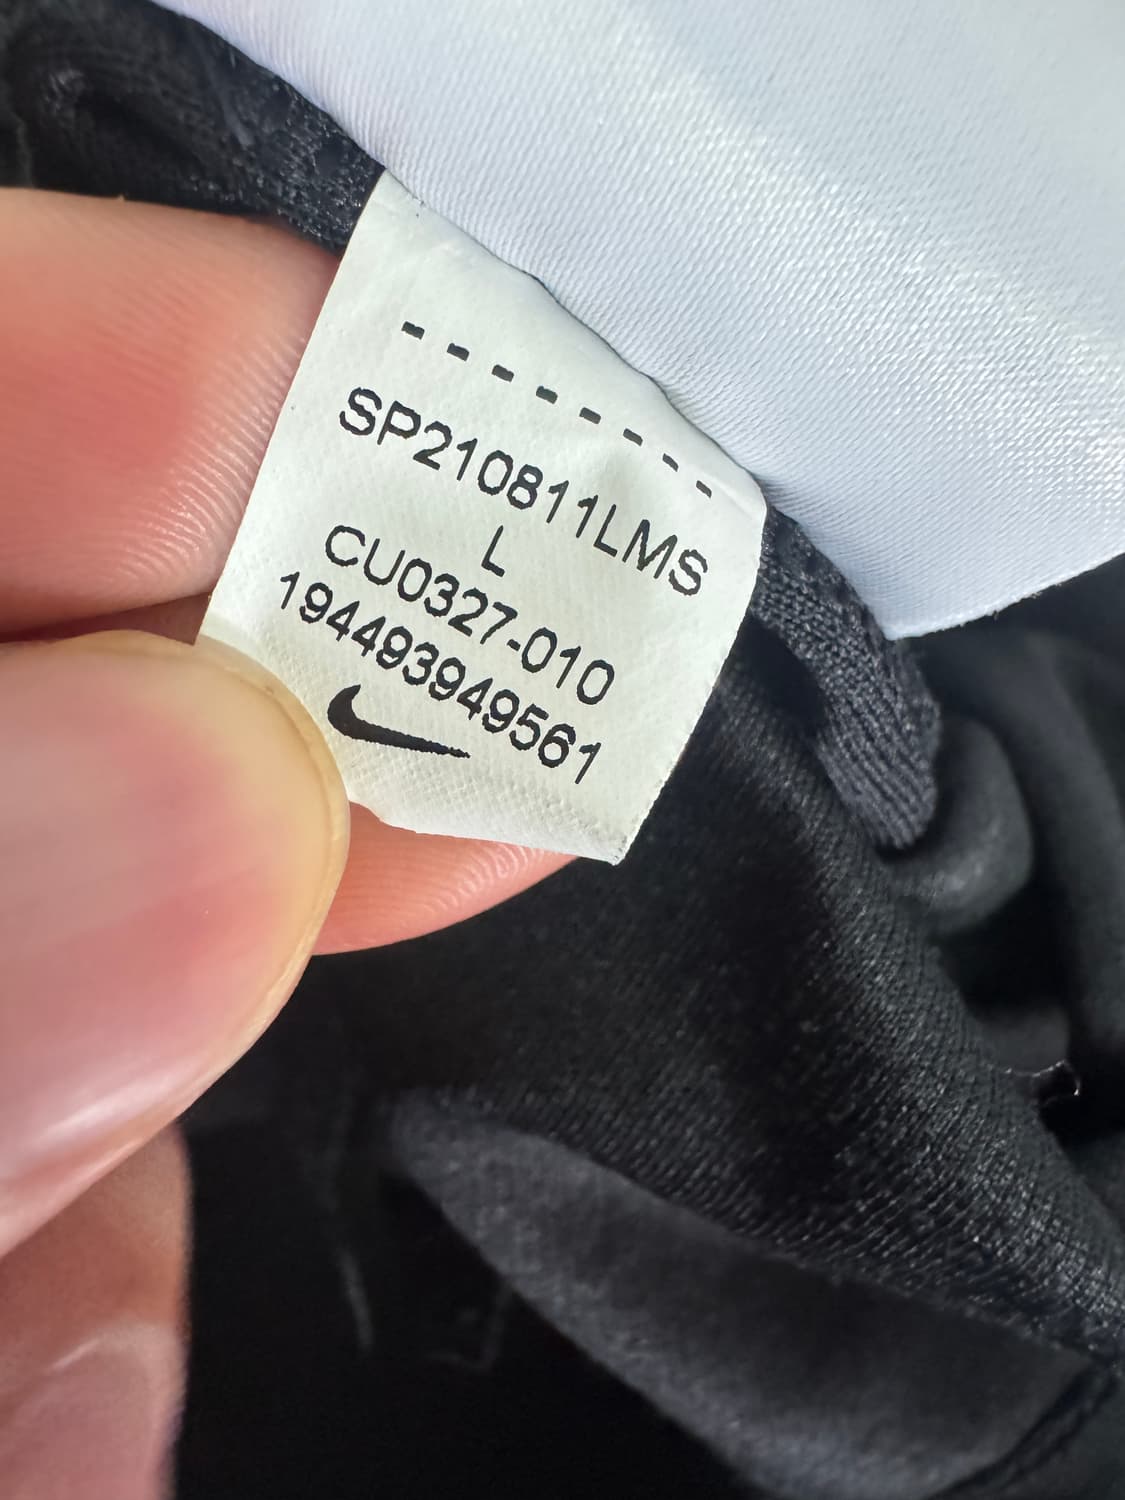 --------
SP210811LMS
L
CU0327-010
194493949561